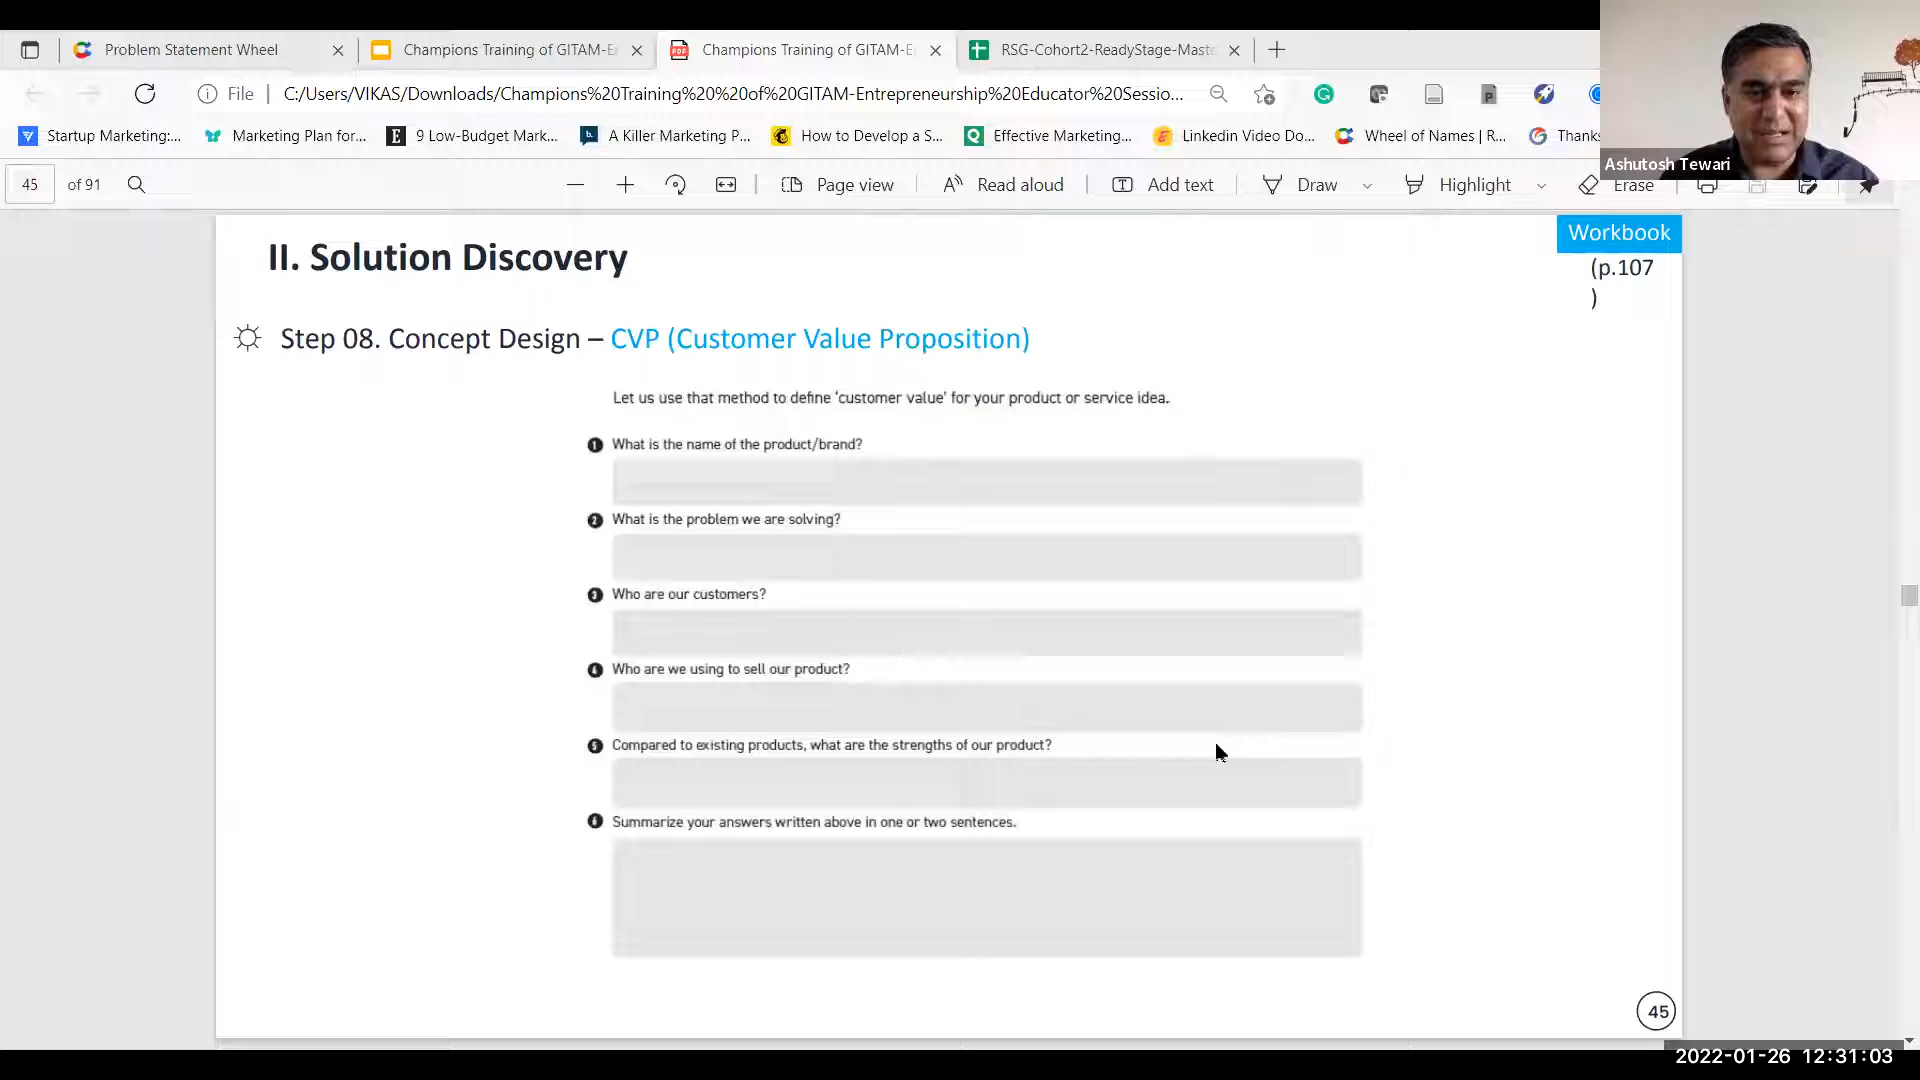 Problem Statement Wheel
Champions Training of GITAM-E
Champions Training of GITAM-E
RSG-Cohort2-ReadyStage-Maste
File
C:/Users/VIKAS/Downloads/Champions%20Training%20%20of%20GITAM-Entrepreneurship%20Educator%20Sessio...
Startup Marketing:...
Marketing Plan for...
9 Low-Budget Mark...
A Killer Marketing P...
How to Develop a S...
Effective Marketing...
Linkedin Video Do...
Wheel of Names | R...
Thanks
Ashutosh Tewari
45 of 91
Page view
Read aloud
Add text
Draw
Highlight
Erase
II. Solution Discovery
Workbook
(p.107
)
Step 08. Concept Design – CVP (Customer Value Proposition)
Let us use that method to define 'customer value' for your product or service idea.
1 What is the name of the product/brand?
2 What is the problem we are solving?
3 Who are our customers?
4 Who are we using to sell our product?
5 Compared to existing products, what are the strengths of our product?
6 Summarize your answers written above in one or two sentences.
45
2022-01-26 12:31:03